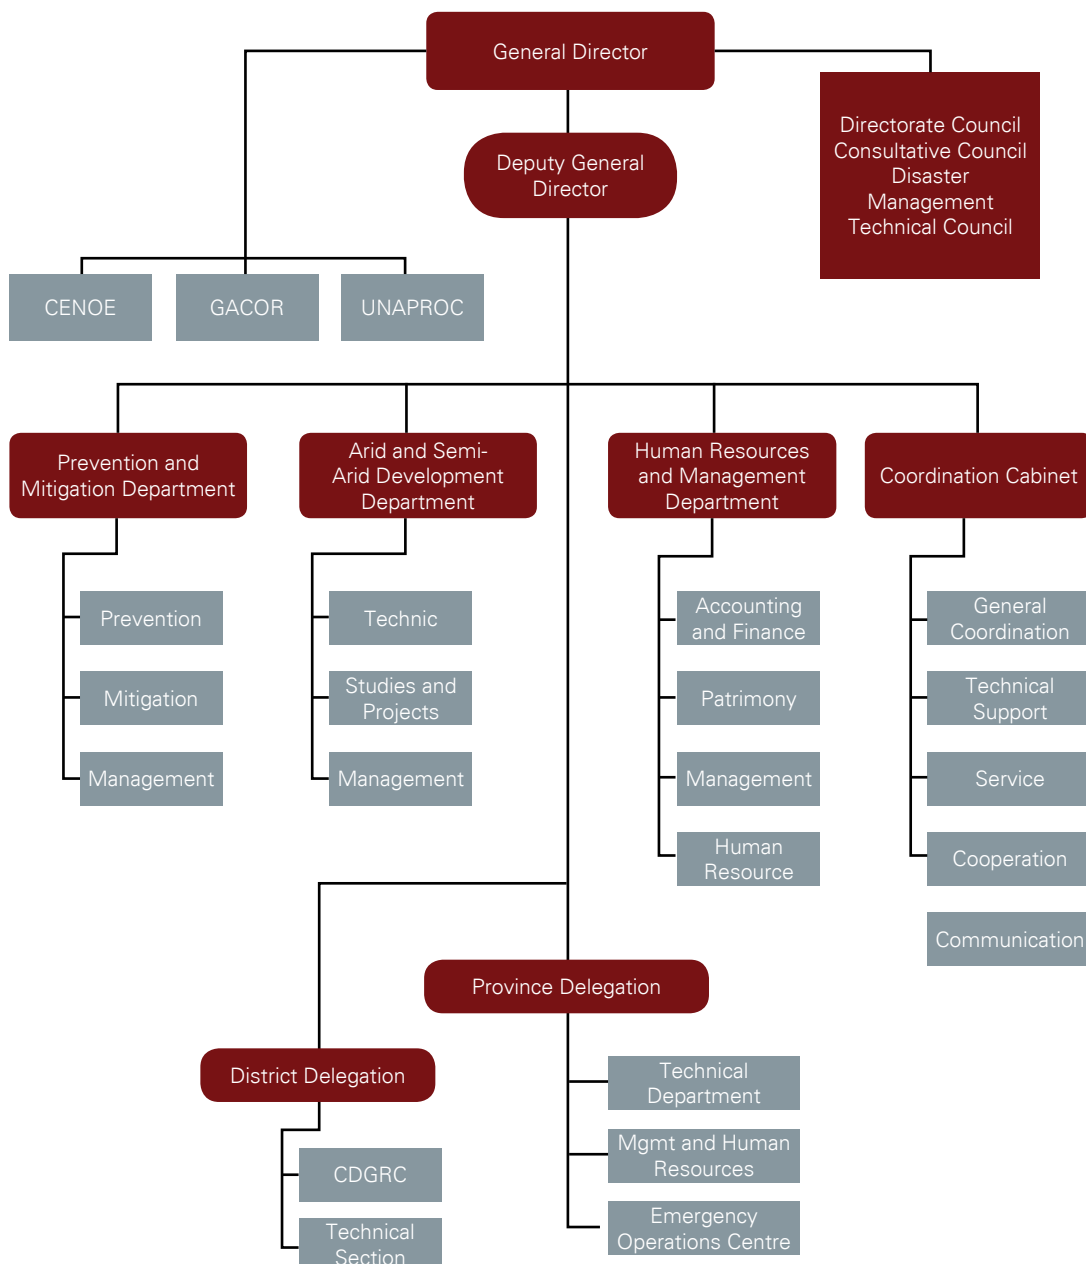 General Director
Directorate Council
Consultative Council
Disaster
Management
Technical Council
Deputy General
Director
CENOE
GACOR
UNAPROC
Prevention and
Mitigation Department
Arid and Semi-
Arid Development
Department
Human Resources
and Management
Department
Coordination Cabinet
Prevention
Mitigation
Management
Technic
Studies and
Projects
Management
Accounting
and Finance
Patrimony
Management
Human
Resource
General
Coordination
Technical
Support
Service
Cooperation
Communication
Province Delegation
District Delegation
Technical
Department
Mgmt and Human
Resources
Emergency
Operations Centre
CDGRC
Technical
Section